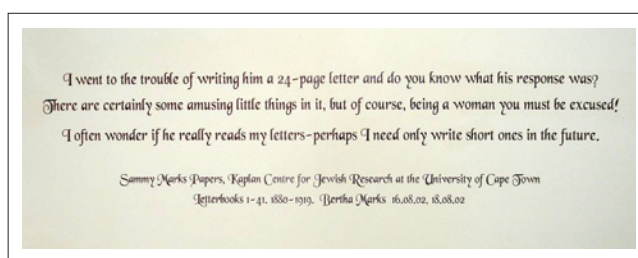 I went to the trouble of writing him a 24-page letter and do you know what his response was?
There are certainly some amusing little things in it, but of course, being a woman you must be excused!
I often wonder if he really reads my letters-perhaps I need only write short ones in the future.
Sammy Marks Papers, Kaplan Centre for Jewish Research at the University of Cape Town
Letterbooks 1-41, 1880-1919, Bertha Marks 16.08.02, 18.08.02